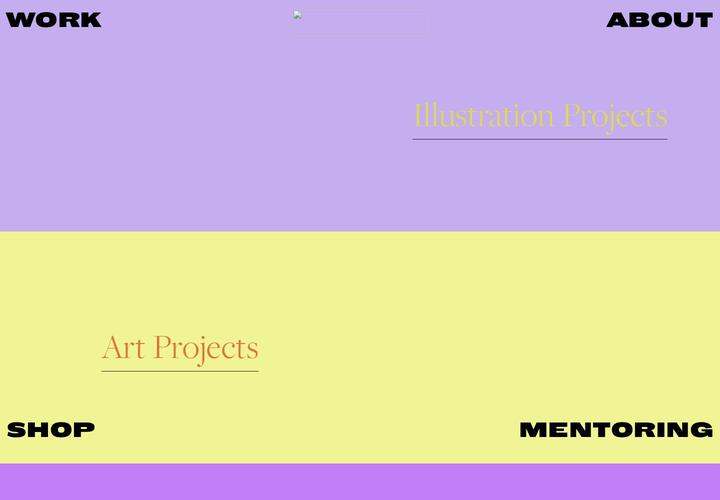 WORK
ABOUT
Illustration Projects
Art Projects
SHOP
MENTORING